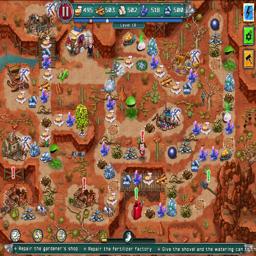 495 503 502 518 500
Level 18
• Repair the gardener's shop • Repair the fertilizer factory • Give the shovel and the watering can